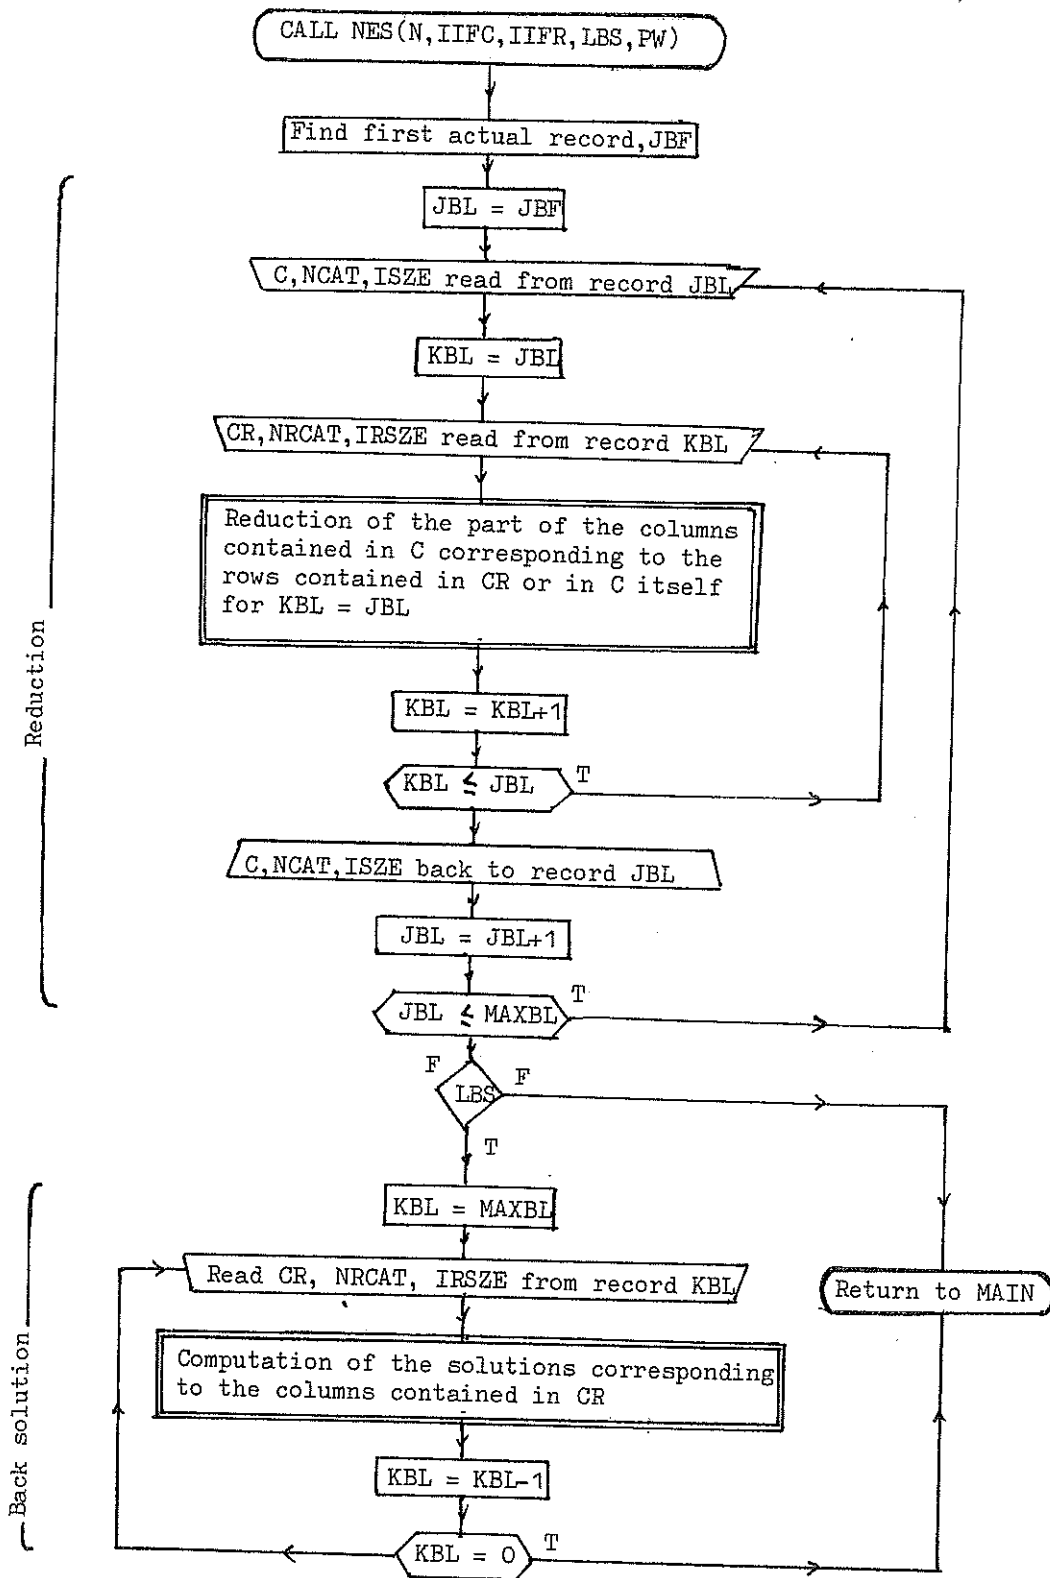 CALL NES(N,IIFC,IIFR,LBS,PW)
Find first actual record,JBF
JBL = JBF
C,NCAT,ISZE read from record JBL
KBL = JBL
CR,NRCAT,IRSZE read from record KBL
Reduction of the part of the columns
contained in C corresponding to the
rows contained in CR or in C itself
for KBL = JBL
KBL = KBL+1
KBL ≤ JBL
T
C,NCAT,ISZE back to record JBL
JBL = JBL+1
JBL ≤ MAXBL
T
Reduction
F
LBS
F
T
KBL = MAXBL
Read CR, NRCAT, IRSZE from record KBL
Return to MAIN
Computation of the solutions corresponding
to the columns contained in CR
KBL = KBL-1
KBL = 0
T
Back solution